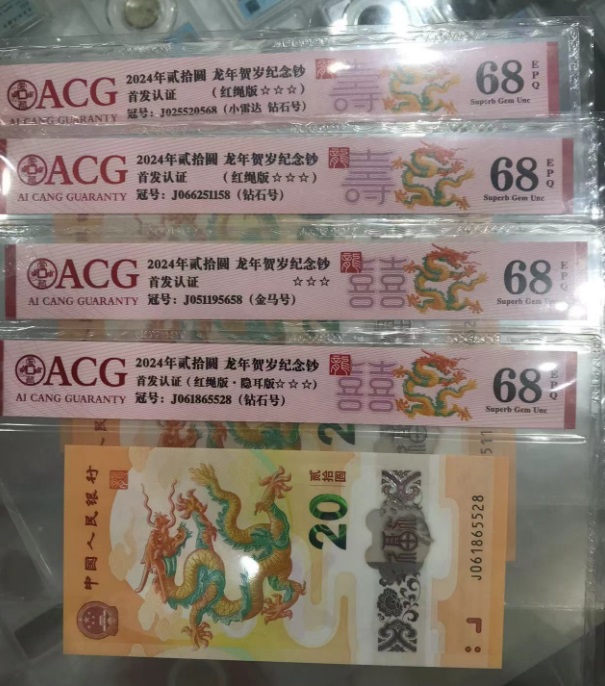 ACG
AI CANG GUARANTY
2024年贰拾圆 龙年贺岁纪念钞
首发认证 (红绳版☆☆☆)
冠号: J025520568 (小雷达 钻石号)
壽
68
EPQ
Superb Gem Unc
ACG
AI CANG GUARANTY
2024年贰拾圆 龙年贺岁纪念钞
首发认证 (红绳版☆☆☆)
冠号: J066251158 (钻石号)
龍
壽
68
EPQ
Superb Gem Unc
ACG
AI CANG GUARANTY
2024年贰拾圆 龙年贺岁纪念钞
首发认证 ☆☆☆
冠号: J051195658 (金马号)
龍
囍
68
EPQ
Superb Gem Unc
ACG
AI CANG GUARANTY
2024年贰拾圆 龙年贺岁纪念钞
首发认证 (红绳版·隐耳版☆☆☆)
冠号: J061865528 (钻石号)
龍
囍
68
EPQ
Superb Gem Unc
中国人民银行
贰拾圆
20
福
J061865528